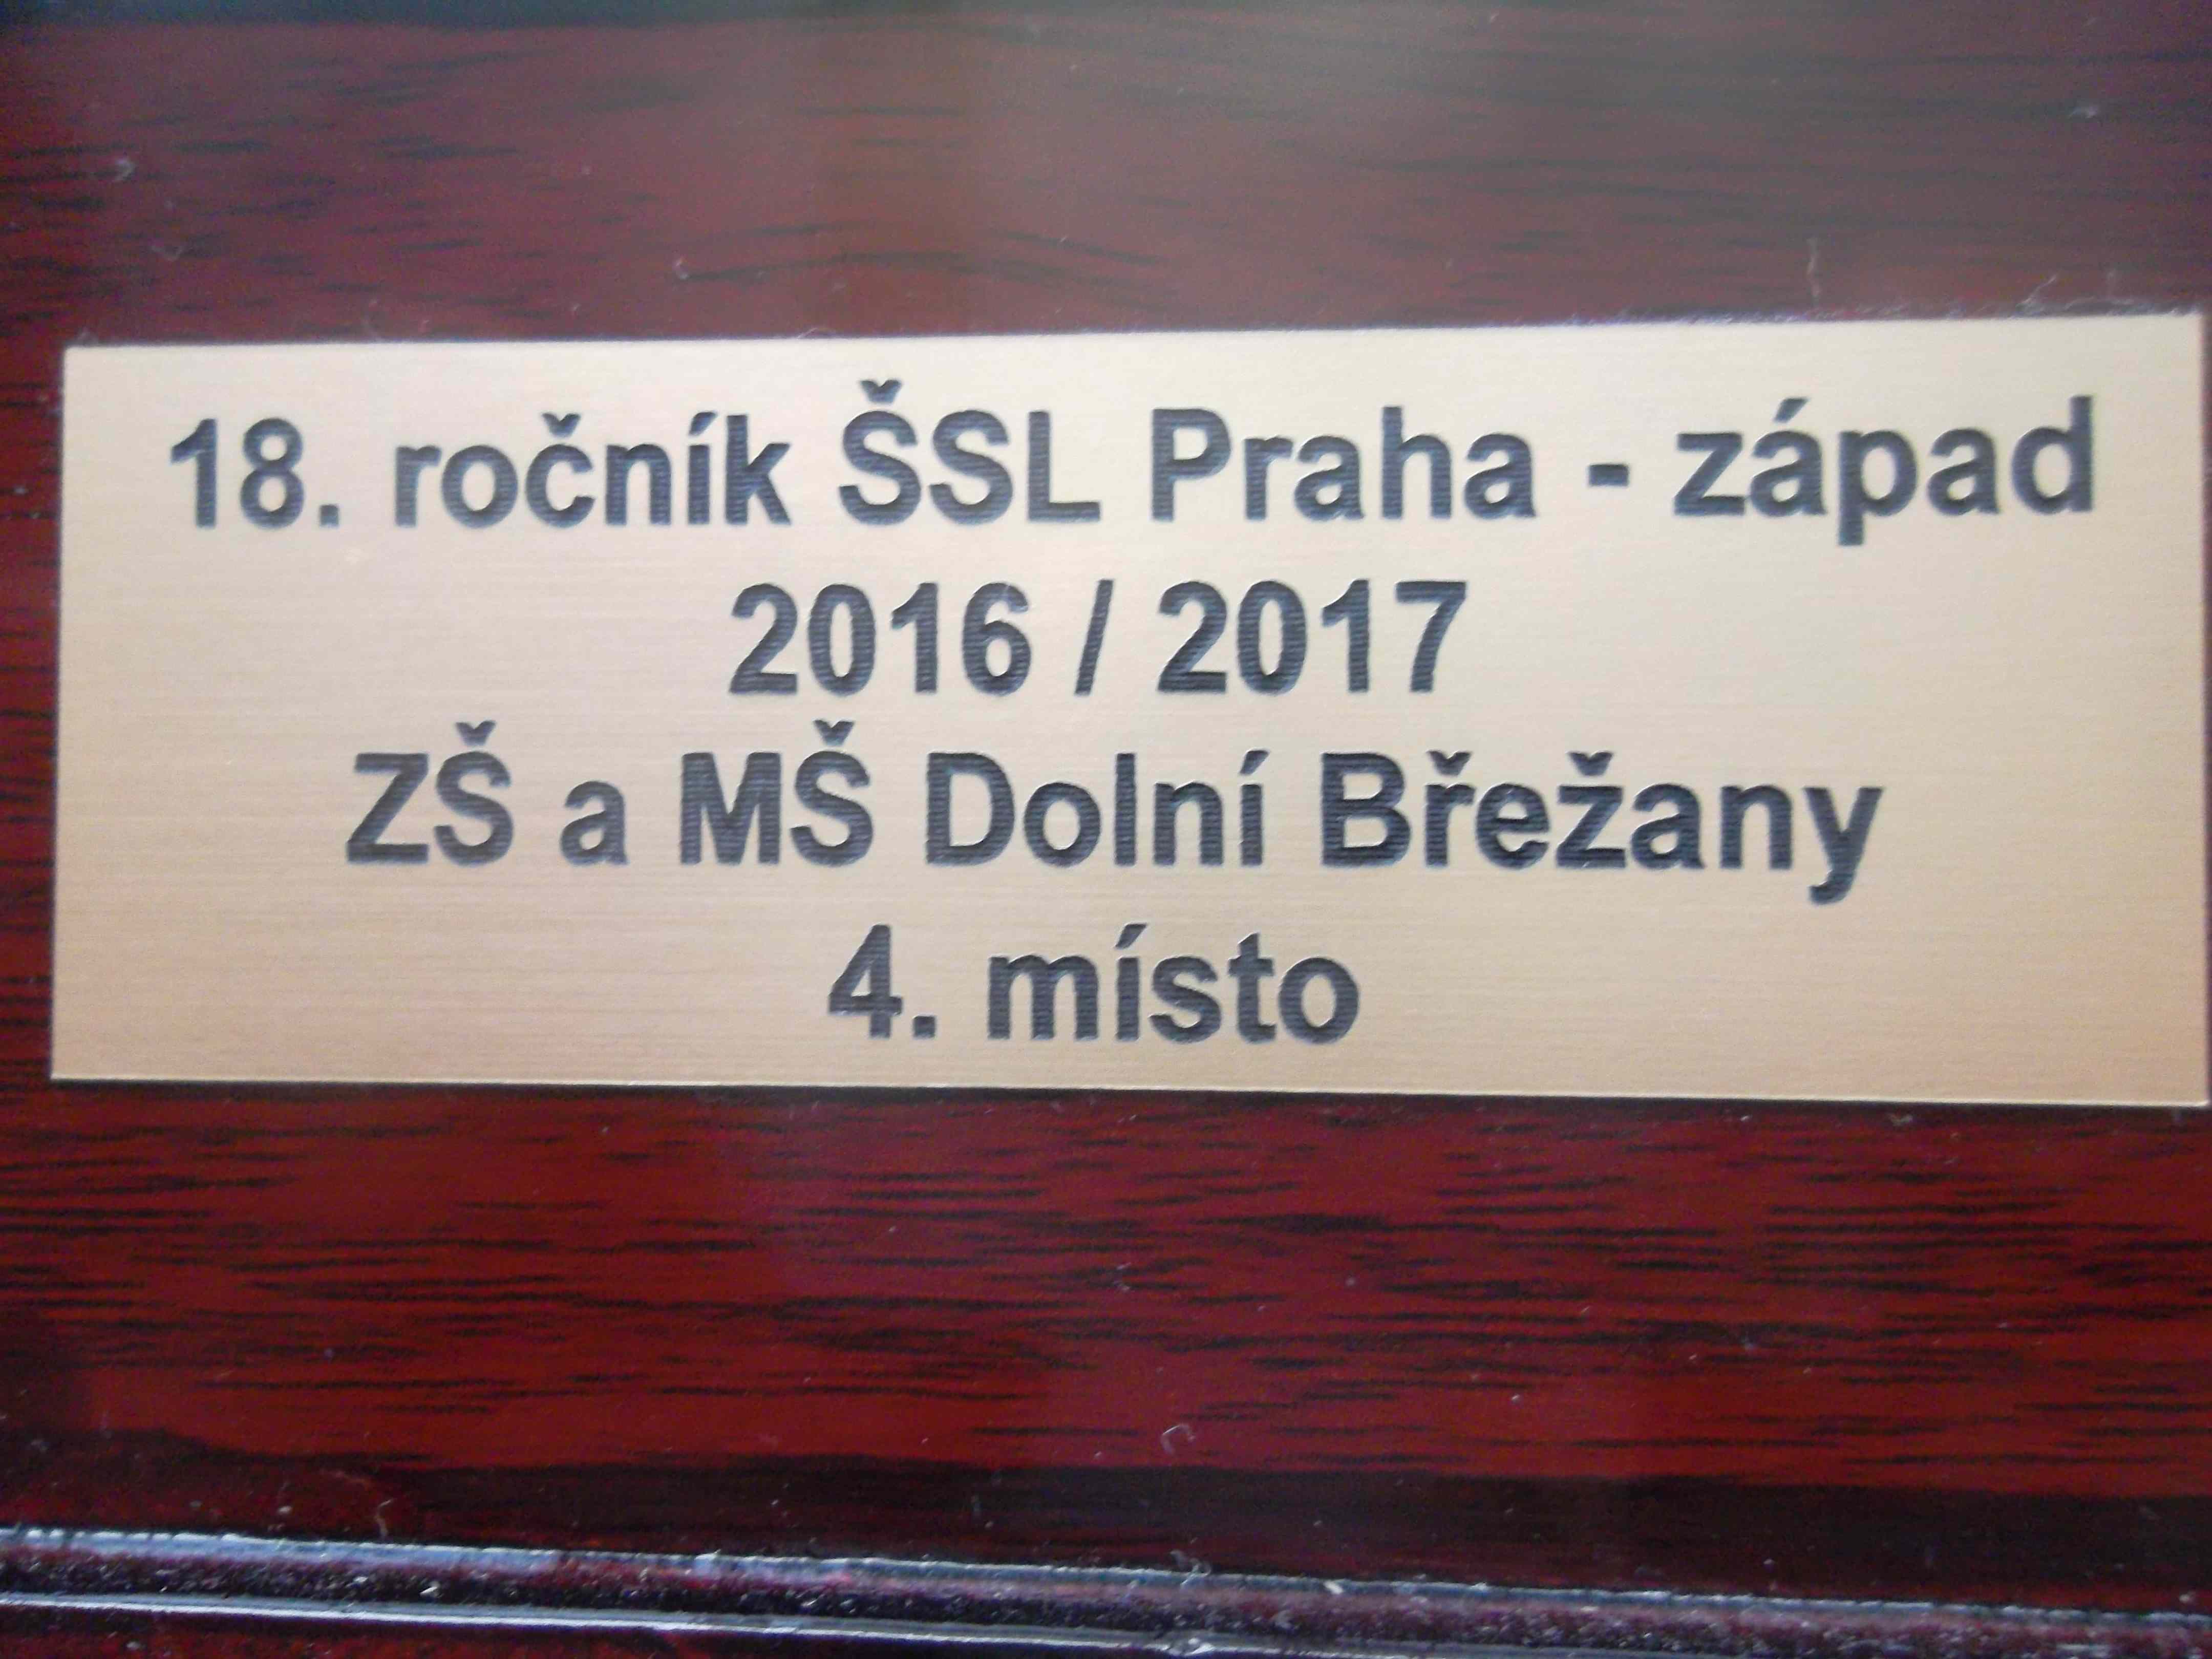 18. ročník ŠSL Praha - západ
2016 / 2017
ZŠ a MŠ Dolní Břežany
4. místo